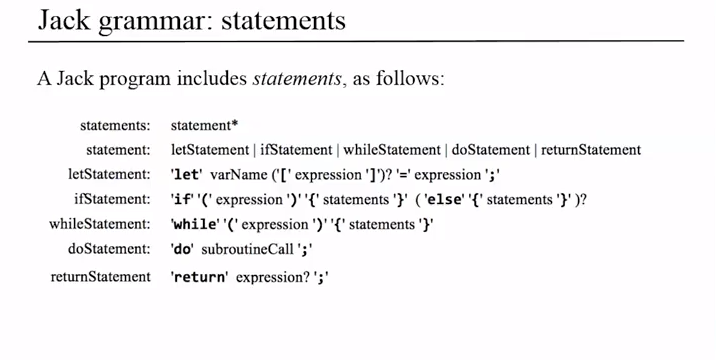 Jack grammar: statements
A Jack program includes statements, as follows:
statements: statement*
statement: letStatement | ifStatement | whileStatement | doStatement | returnStatement
letStatement: 'let' varName ('[' expression ']')? '=' expression ';'
ifStatement: 'if' '(' expression ')' '{' statements '}' ( 'else' '{' statements '}' )?
whileStatement: 'while' '(' expression ')' '{' statements '}'
doStatement: 'do' subroutineCall ';'
returnStatement 'return' expression? ';'